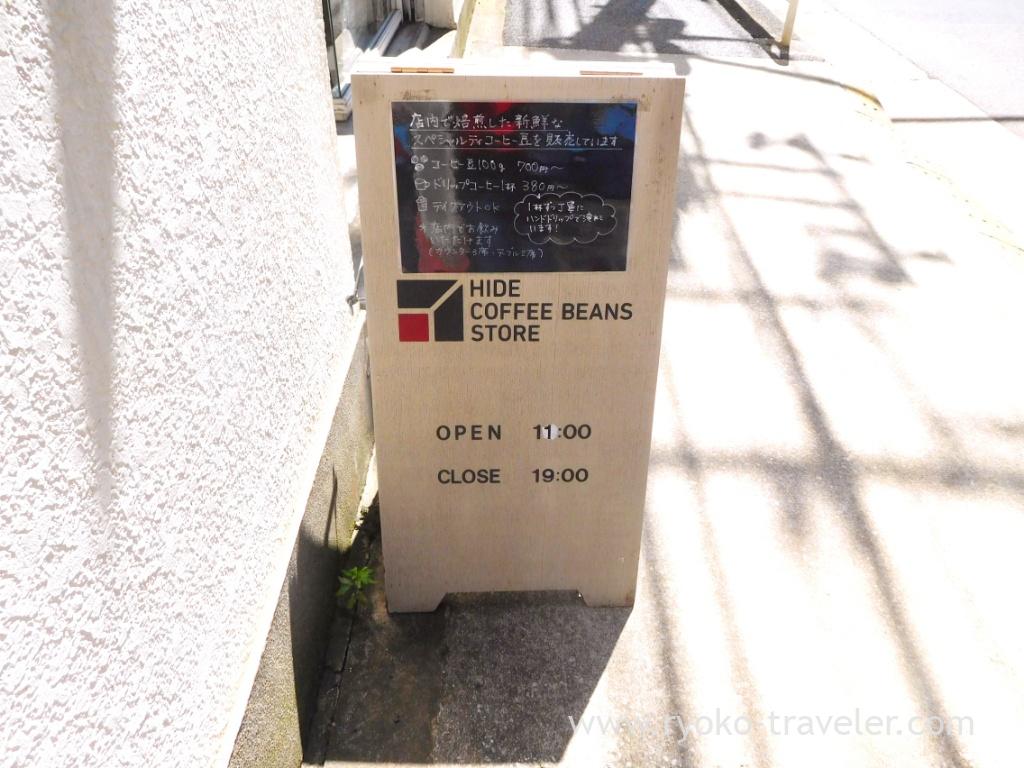 店内で焙煎した新鮮な
スペシャルティコーヒー豆を販売しています
コーヒー豆100g 700円〜
ドリップコーヒー1杯 380円〜
テイクアウトok
1杯ずつ丁寧に
ハンドドリップで淹れて
います!
店内でお飲み
いただけます
HIDE
COFFEE BEANS
STORE
OPEN 11:00
CLOSE 19:00
www.ryoko-traveler.com